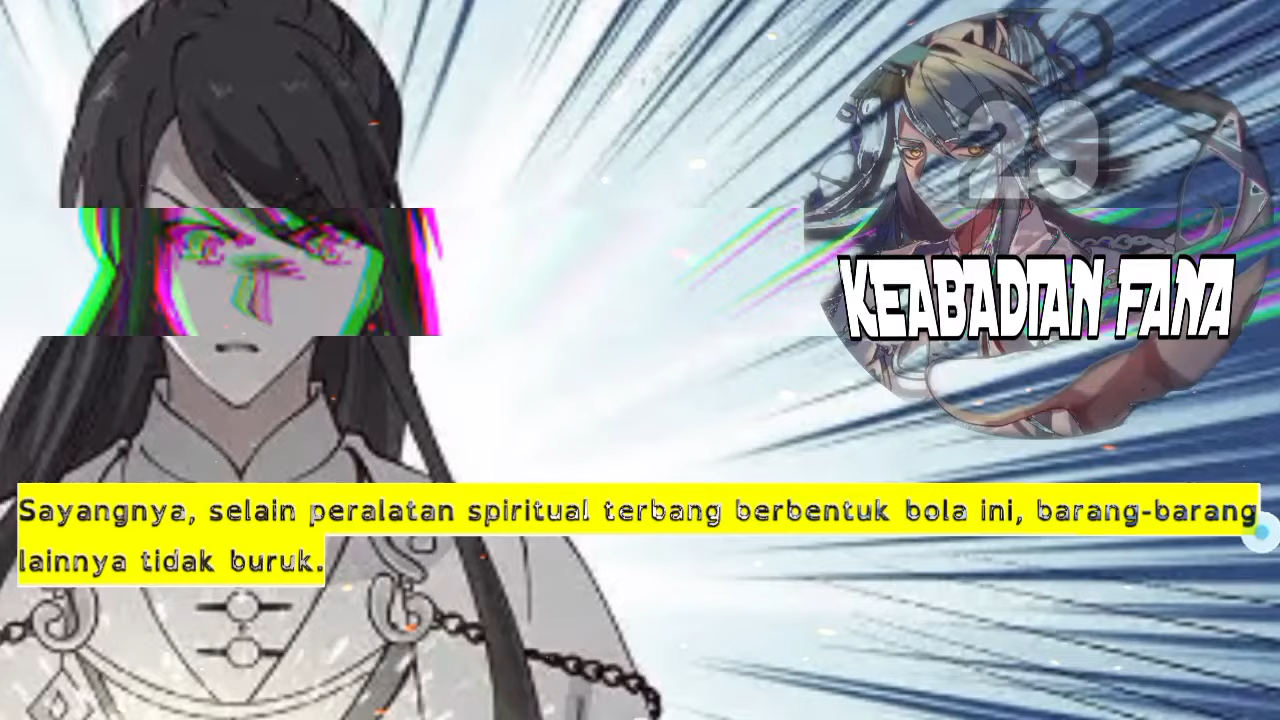 29
KEABADIAN FANA
Sayangnya, selain peralatan spiritual terbang berbentuk bola ini, barang-barang
lainnya tidak buruk.